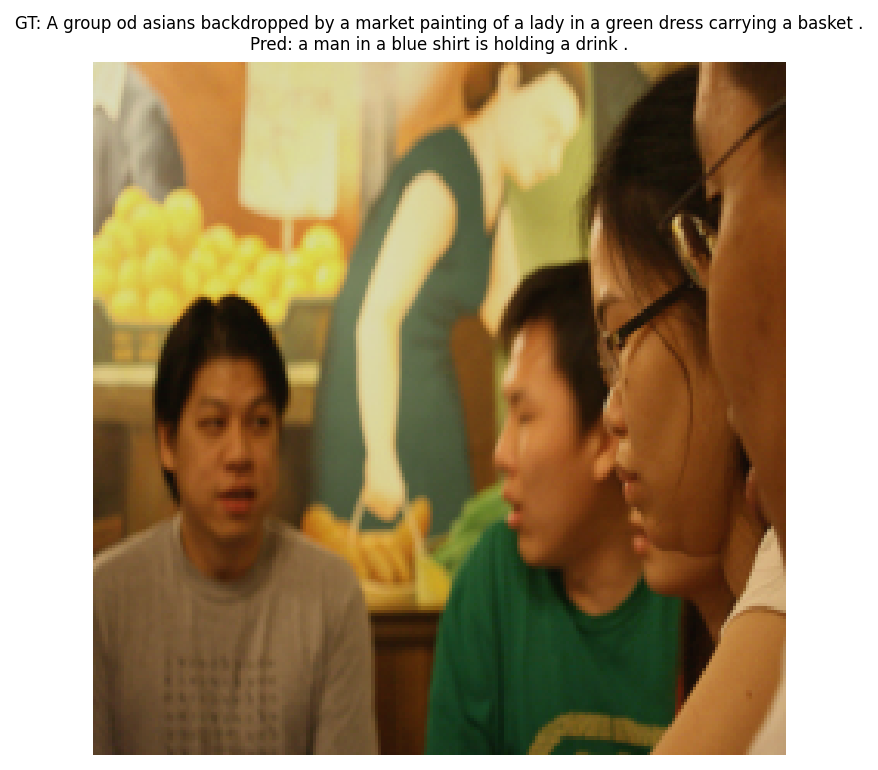 GT: A group od asians backdropped by a market painting of a lady in a green dress carrying a basket .
Pred: a man in a blue shirt is holding a drink .